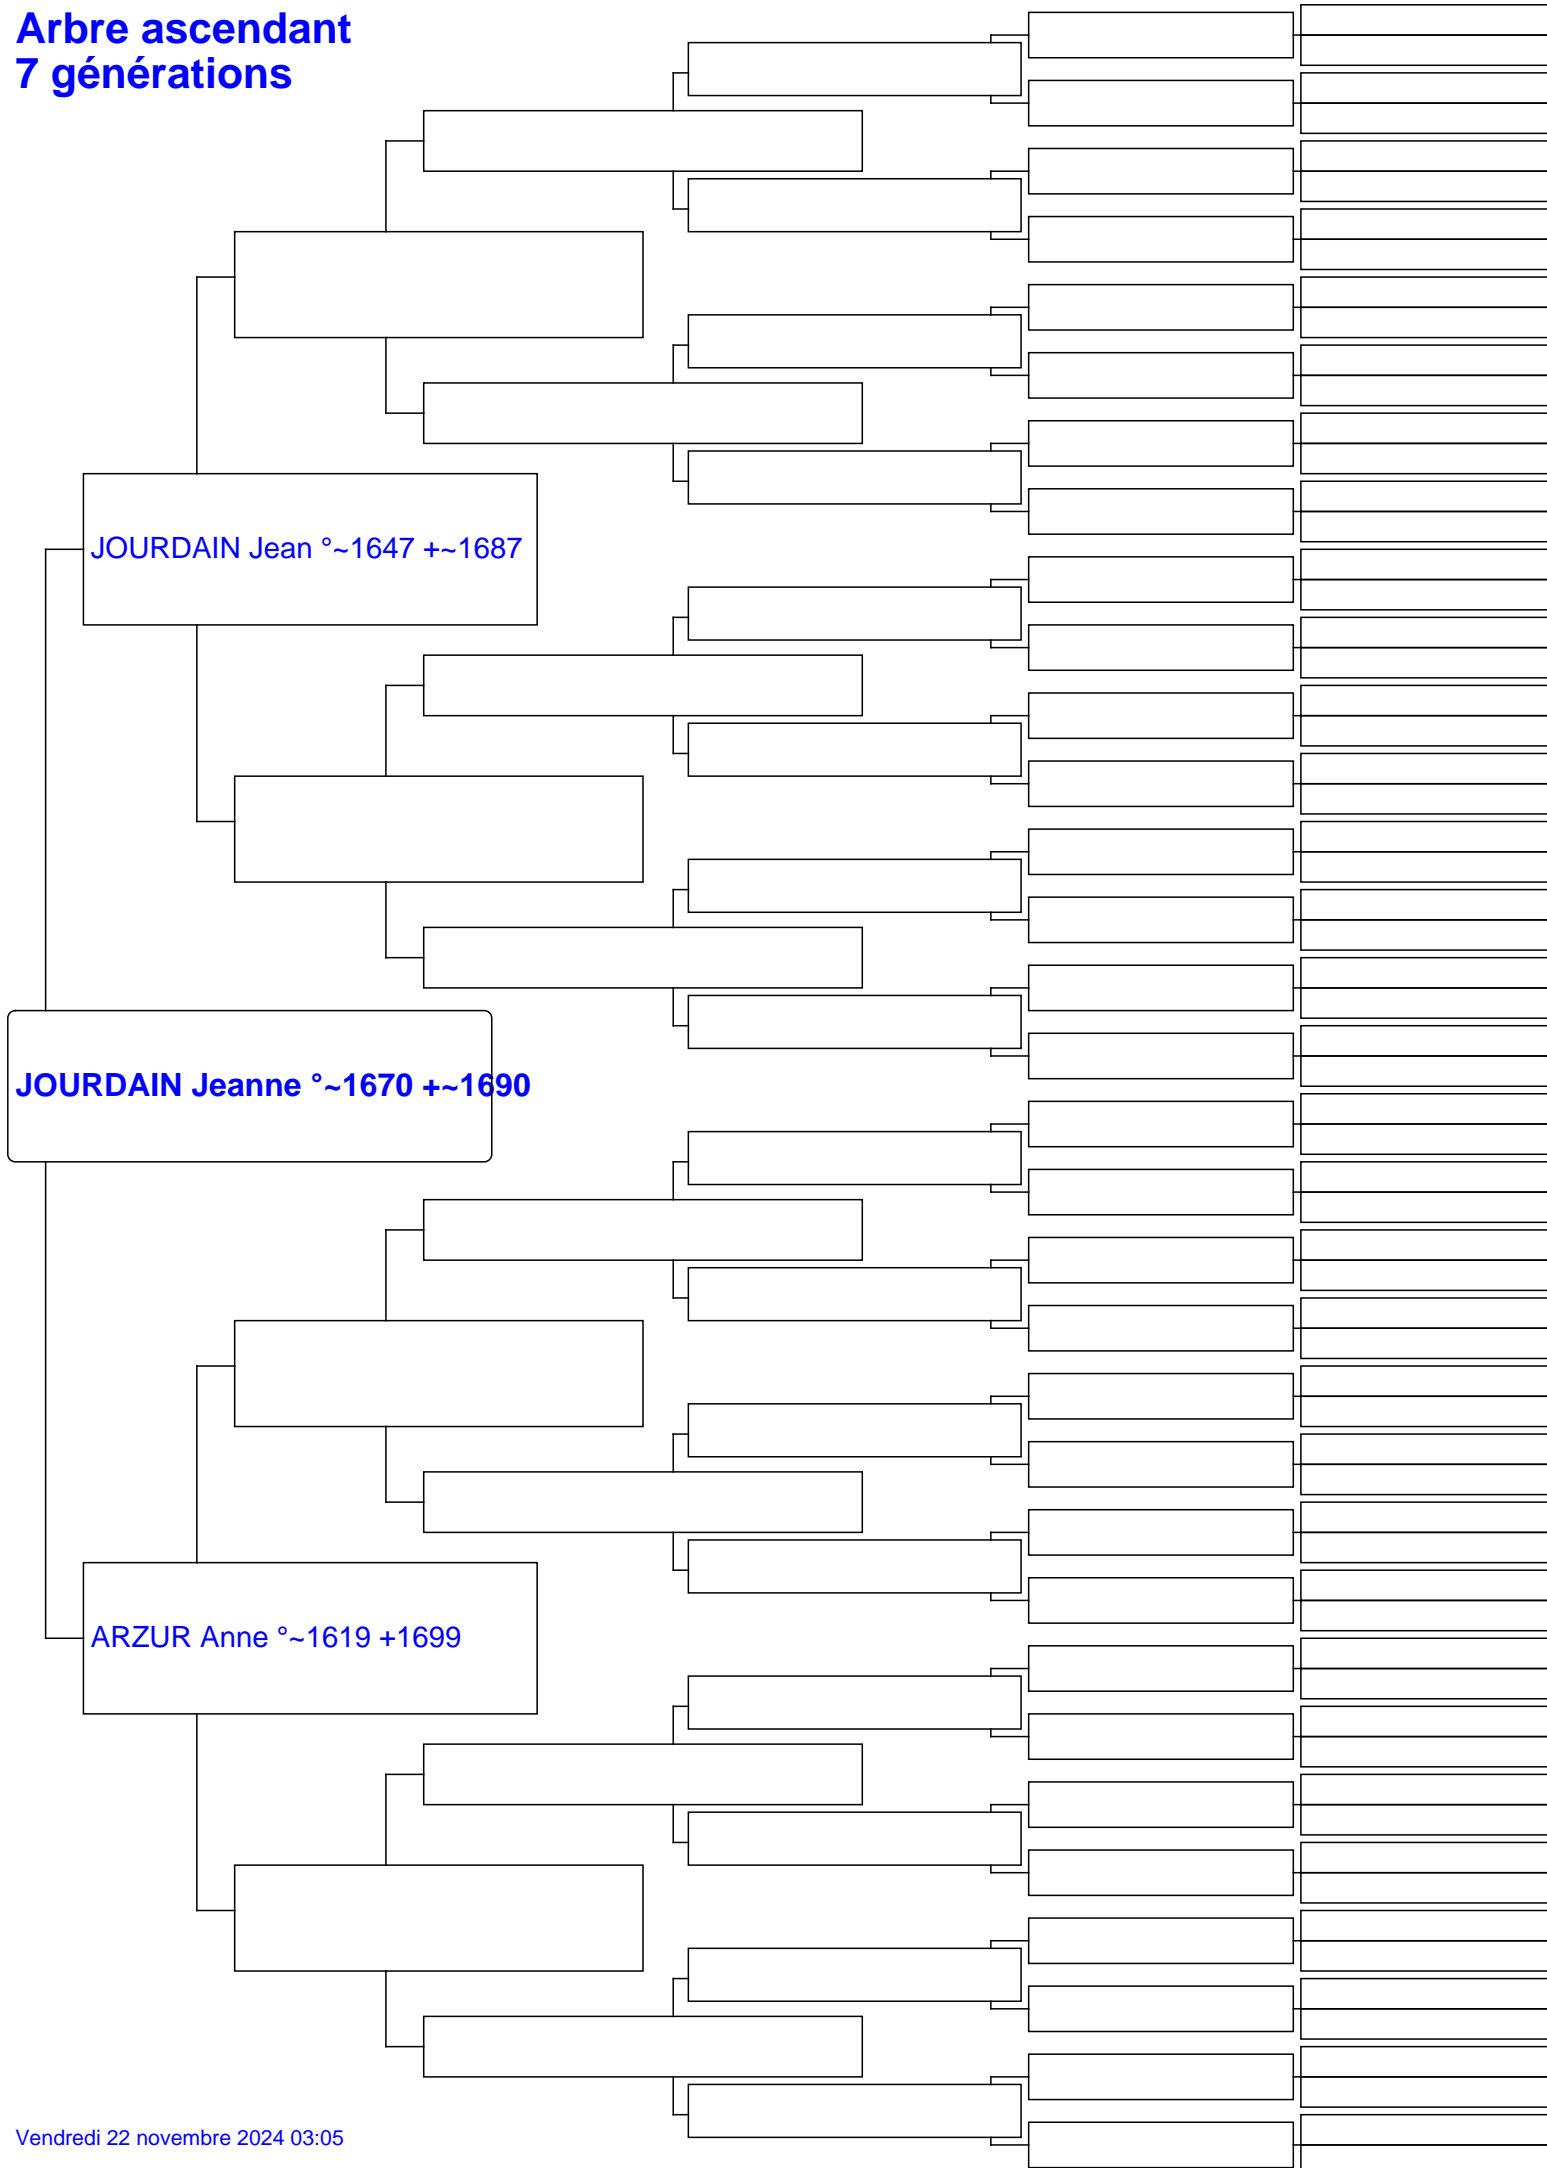 Arbre ascendant
7 générations
JOURDAIN Jean °~1647 +~1687
JOURDAIN Jeanne °~1670 +~1690
ARZUR Anne °~1619 +1699
Vendredi 22 novembre 2024 03:05